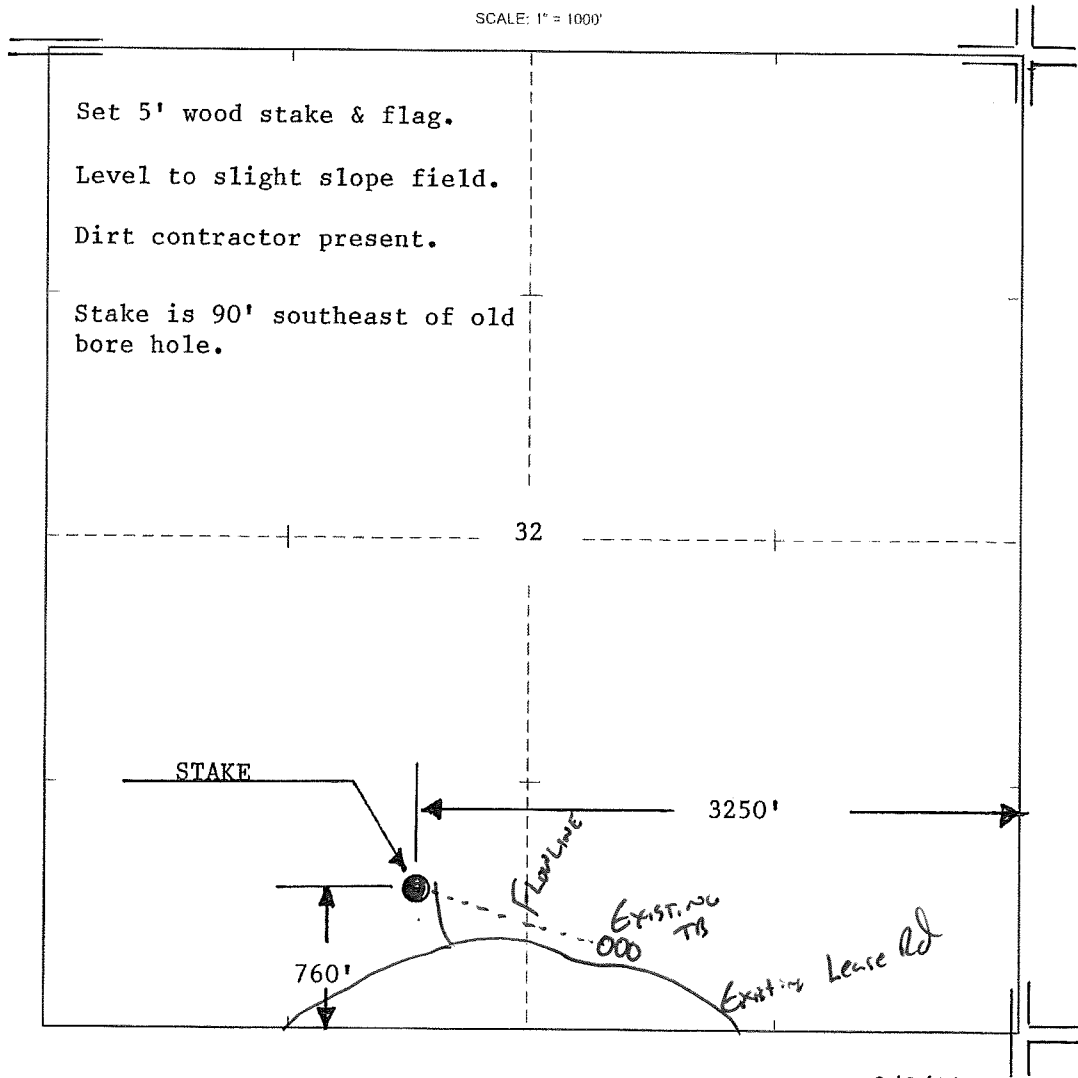 SCALE: 1" = 1000'
Set 5' wood stake & flag.
Level to slight slope field.
Dirt contractor present.
Stake is 90' southeast of old
bore hole.
32
STAKE
3250'
FLOWLINE
EXISTING
TB
760'
Existing Lease Rd